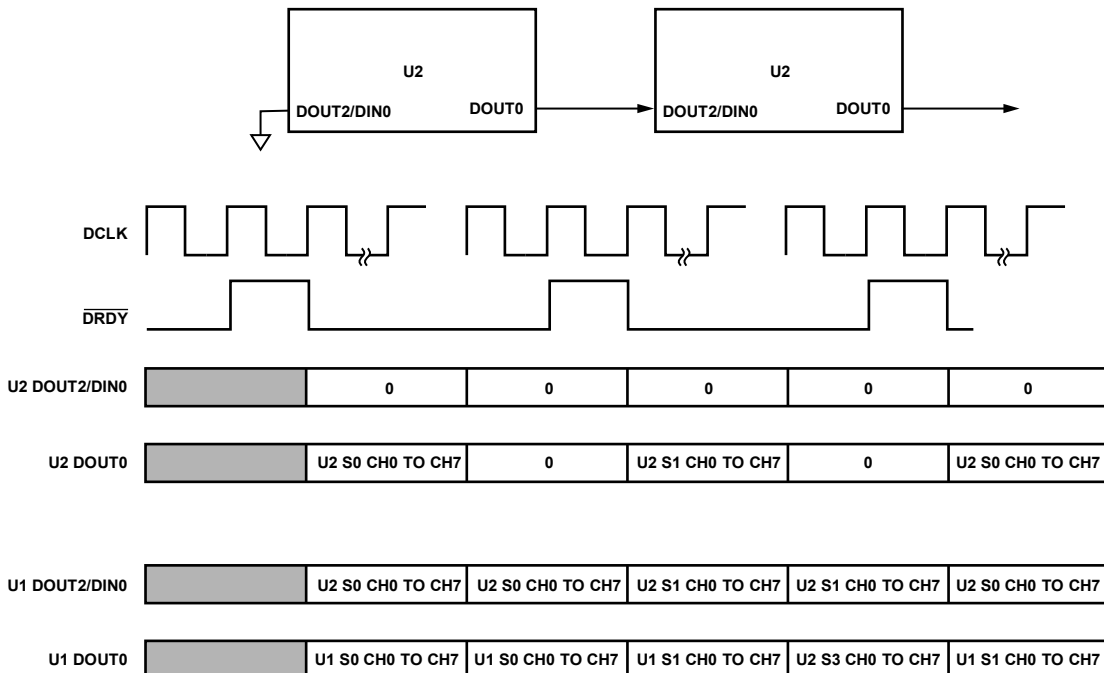 U2 U2
DOUT2/DIN0 DOUT0 DOUT2/DIN0 DOUT0
DCLK
DRDY
U2 DOUT2/DIN0 0 0 0 0 0
U2 DOUT0 U2 S0 CH0 TO CH7 0 U2 S1 CH0 TO CH7 0 U2 S0 CH0 TO CH7
U1 DOUT2/DIN0 U2 S0 CH0 TO CH7 U2 S0 CH0 TO CH7 U2 S1 CH0 TO CH7 U2 S1 CH0 TO CH7 U2 S0 CH0 TO CH7
U1 DOUT0 U1 S0 CH0 TO CH7 U1 S0 CH0 TO CH7 U1 S1 CH0 TO CH7 U2 S3 CH0 TO CH7 U1 S1 CH0 TO CH7